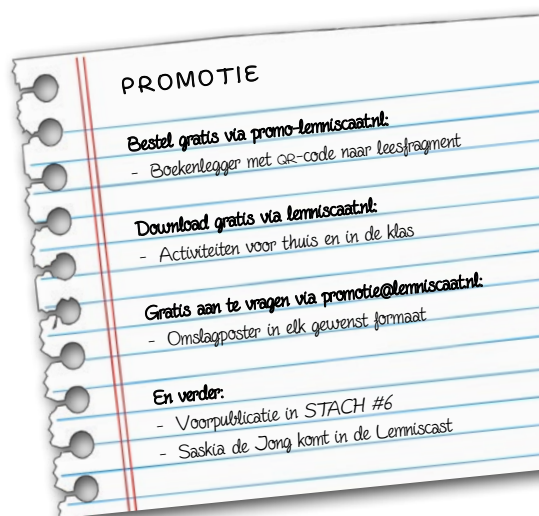 PROMOTIE
Bestel gratis via promo-lemniscaat.nl:
- Boekenlegger met QR-code naar leesfragment
Download gratis via lemniscaat.nl:
- Activiteiten voor thuis en in de klas
Gratis aan te vragen via promotie@lemniscaat.nl:
- Omslagposter in elk gewenst formaat
En verder:
- Voorpublicatie in STACH #6
- Saskia de Jong komt in de Lemniscast